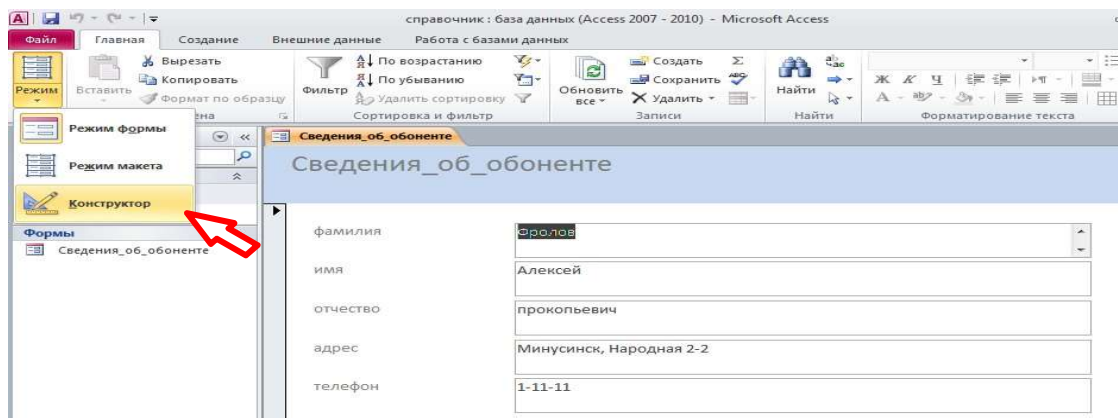 справочник : база данных (Access 2007 - 2010) - Microsoft Access
Файл Главная Создание Внешние данные Работа с базами данных
Режим
Вставить
Вырезать
Копировать
Формат по образцу
Фильтр
По возрастанию
По убыванию
Удалить сортировку
Сортировка и фильтр
Обновить все
Создать
Сохранить
Удалить
Записи
Найти
Найти
Ж К Ч
A
Форматирование текста
Режим формы
Режим макета
Конструктор
Формы
Сведения_об_обоненте
Сведения_об_обоненте
Сведения_об_обоненте
фамилия Фролов
имя Алексей
отчество прокопьевич
адрес Минусинск, Народная 2-2
телефон 1-11-11